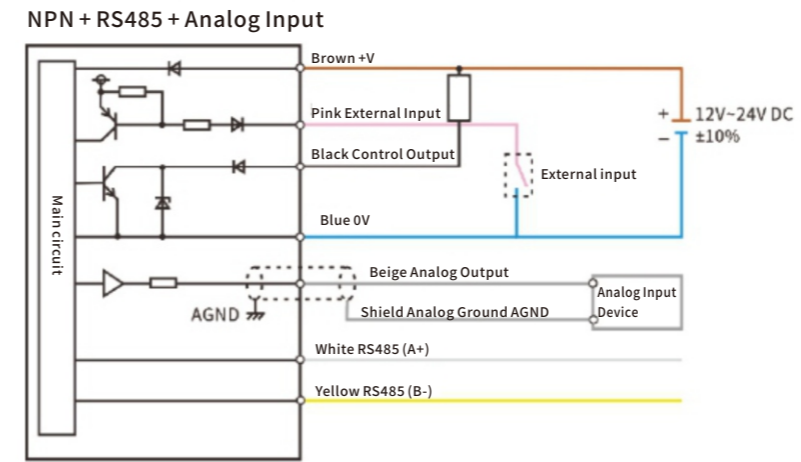 NPN + RS485 + Analog Input
Brown +V
Pink External Input
+ 12V~24V DC
− ±10%
Black Control Output
External input
Main circuit
Blue 0V
Beige Analog Output
Analog Input
Device
AGND
Shield Analog Ground AGND
White RS485 (A+)
Yellow RS485 (B-)